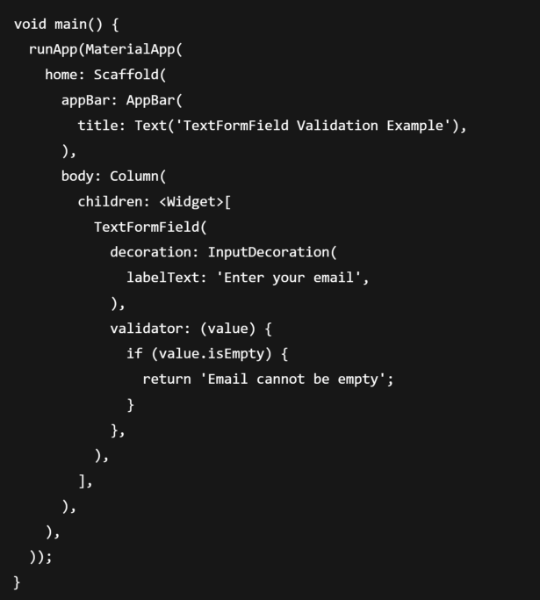 void main() {
  runApp(MaterialApp(
    home: Scaffold(
      appBar: AppBar(
        title: Text('TextFormField Validation Example'),
      ),
      body: Column(
        children: <Widget>[
          TextFormField(
            decoration: InputDecoration(
              labelText: 'Enter your email',
            ),
            validator: (value) {
              if (value.isEmpty) {
                return 'Email cannot be empty';
              }
            },
          ),
        ],
      ),
    ),
  ));
}